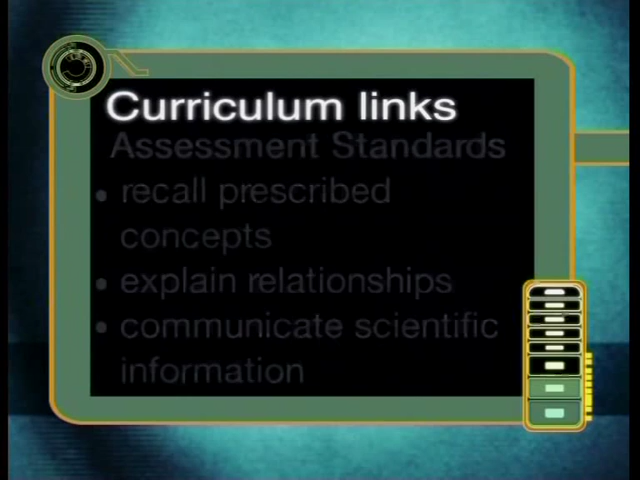 Curriculum links
Assessment Standards
• recall prescribed
concepts
• explain relationships
• communicate scientific
information